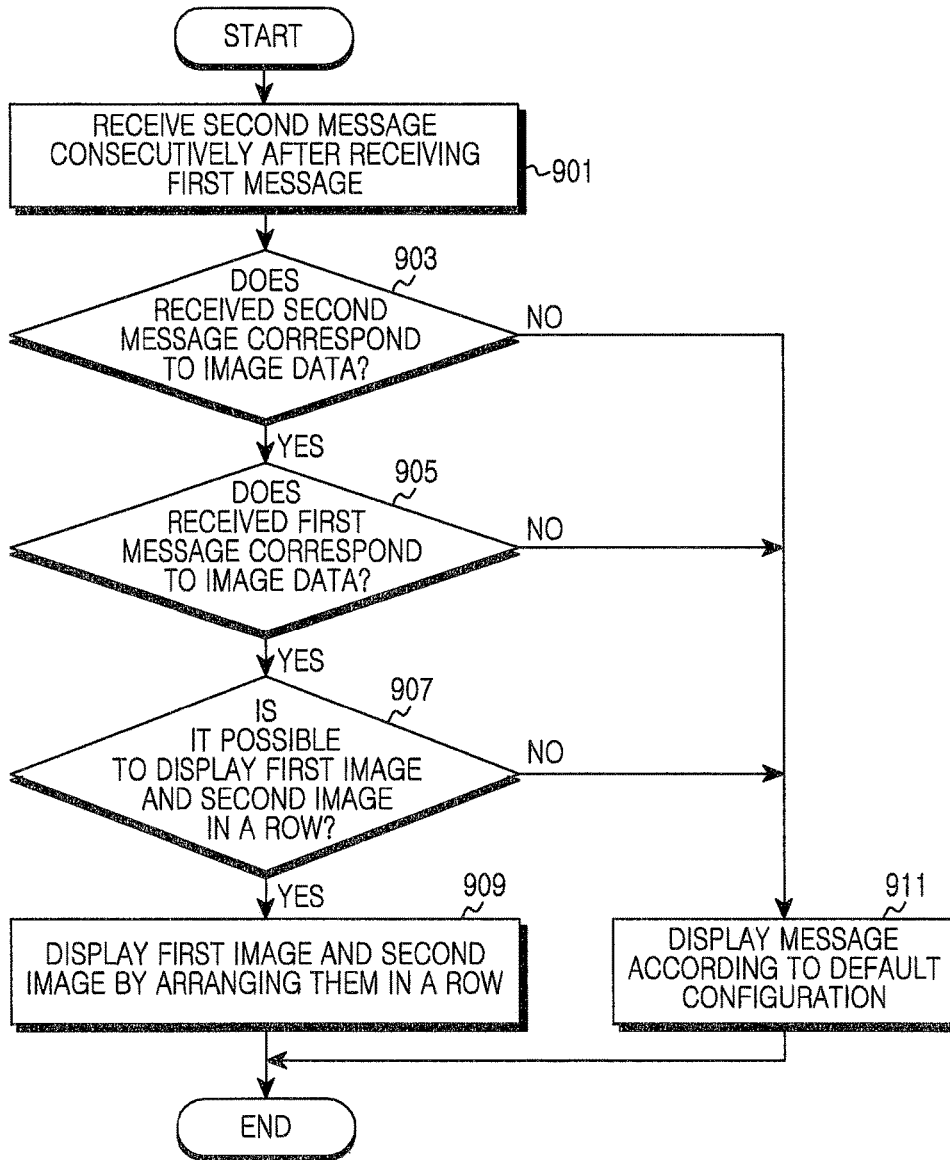 START
RECEIVE SECOND MESSAGE
CONSECUTIVELY AFTER RECEIVING
FIRST MESSAGE
901
903
DOES
RECEIVED SECOND
MESSAGE CORRESPOND
TO IMAGE DATA?
NO
YES
905
DOES
RECEIVED FIRST
MESSAGE CORRESPOND
TO IMAGE DATA?
NO
YES
907
IS
IT POSSIBLE
TO DISPLAY FIRST IMAGE
AND SECOND IMAGE
IN A ROW?
NO
YES
909
DISPLAY FIRST IMAGE AND SECOND
IMAGE BY ARRANGING THEM IN A ROW
911
DISPLAY MESSAGE
ACCORDING TO DEFAULT
CONFIGURATION
END